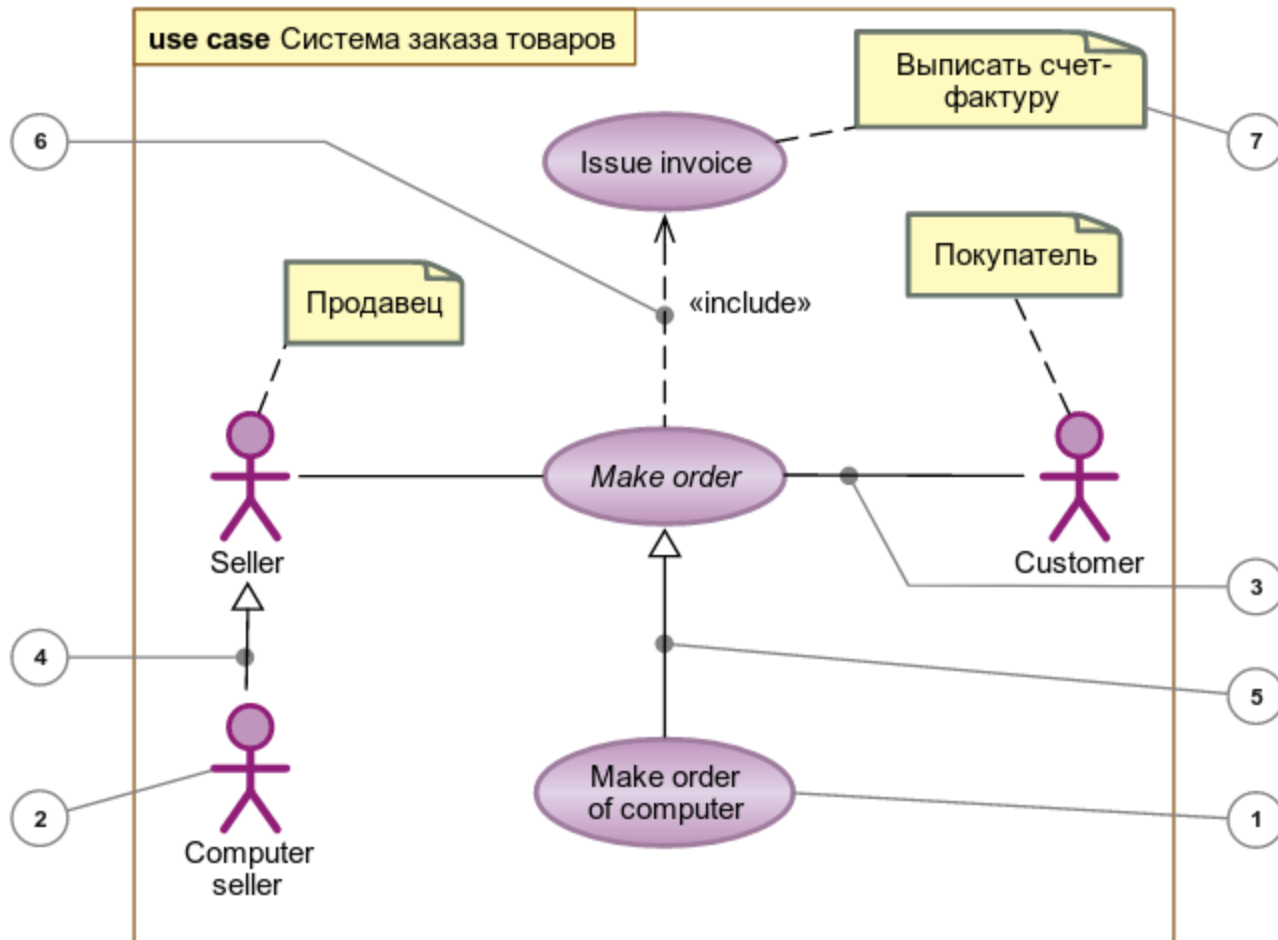 use case Система заказа товаров
Выписать счет-
фактуру
6
Issue invoice
7
Покупатель
Продавец
«include»
Make order
Seller
Customer
3
4
5
Make order
of computer
2
1
Computer
seller